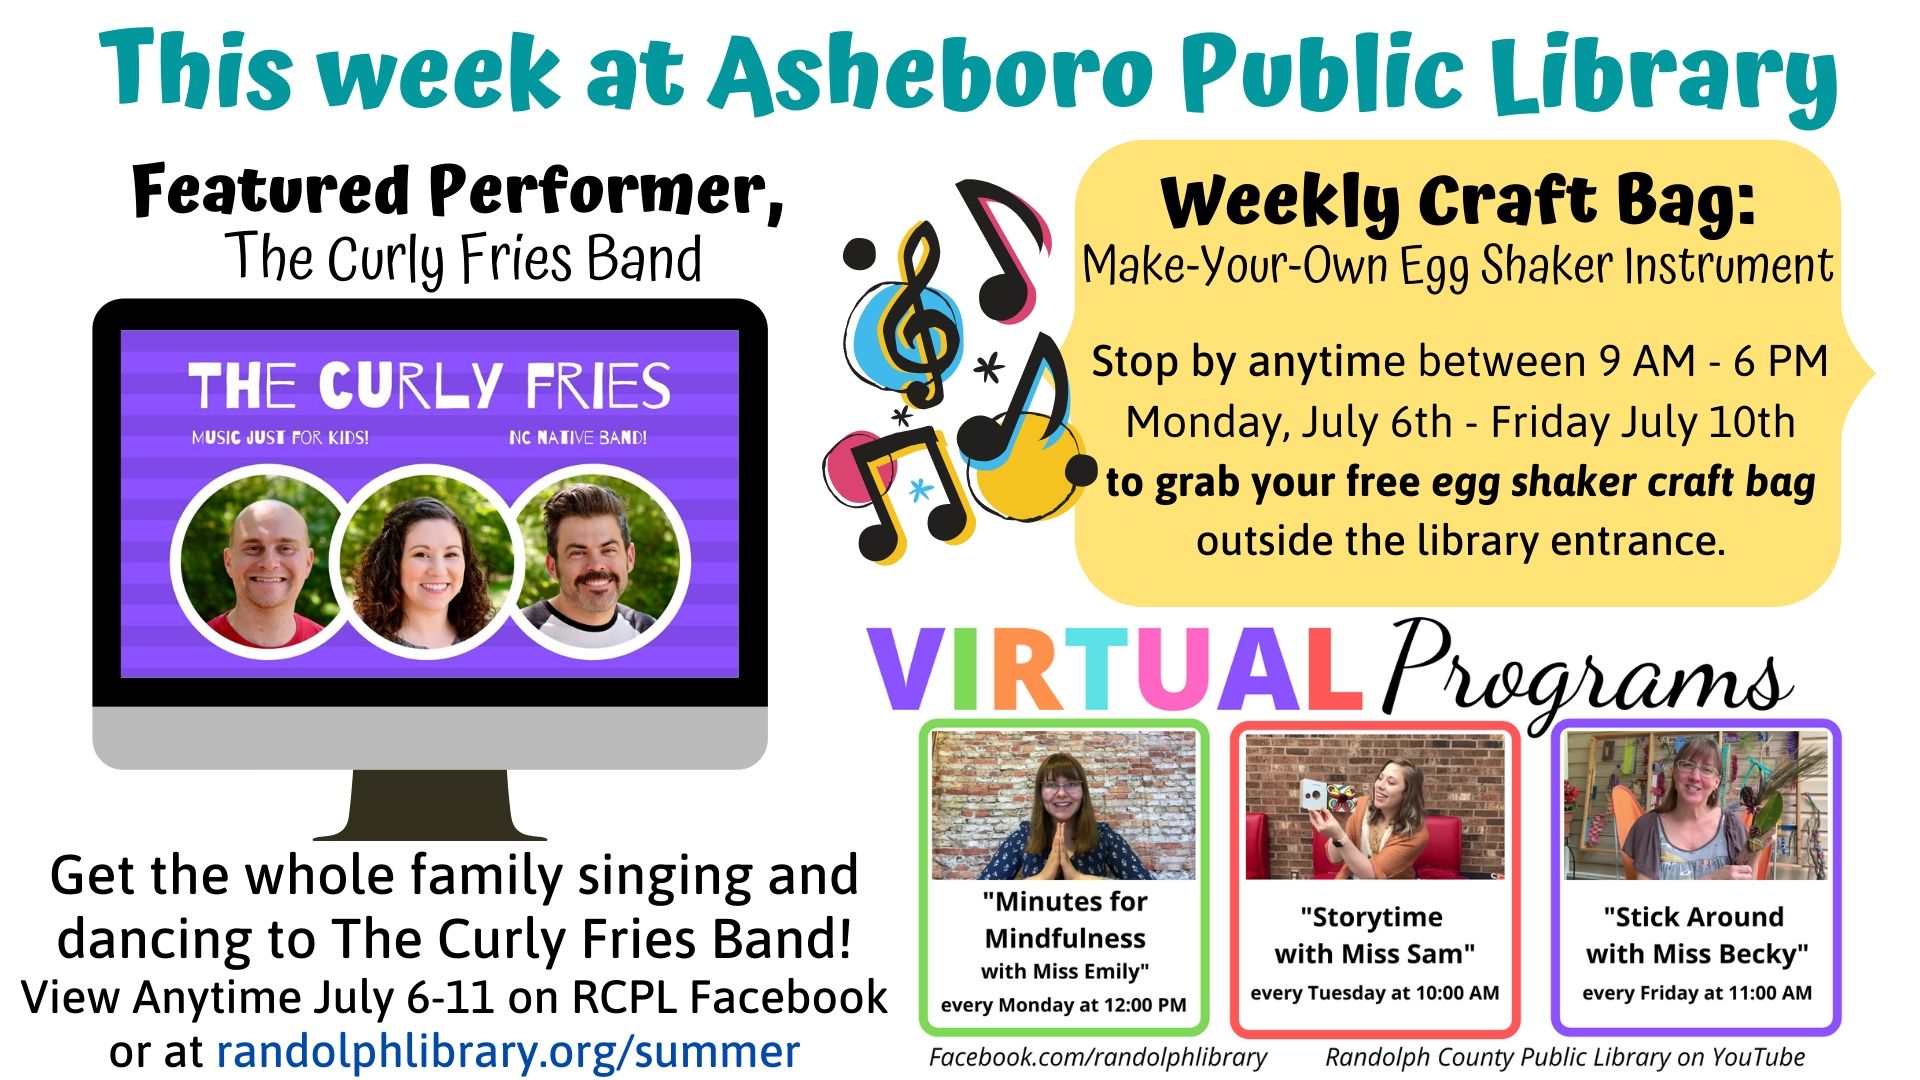 This week at Asheboro Public Library
Featured Performer,
The Curly Fries Band
THE CURLY FRIES
MUSIC JUST FOR KIDS!
NC NATIVE BAND!
Get the whole family singing and
dancing to The Curly Fries Band!
View Anytime July 6-11 on RCPL Facebook
or at randolphlibrary.org/summer
Weekly Craft Bag:
Make-Your-Own Egg Shaker Instrument
Stop by anytime between 9 AM - 6 PM
Monday, July 6th - Friday July 10th
to grab your free egg shaker craft bag
outside the library entrance.
VIRTUAL Programs
"Minutes for
Mindfulness
with Miss Emily"
every Monday at 12:00 PM
"Storytime
with Miss Sam"
every Tuesday at 10:00 AM
"Stick Around
with Miss Becky"
every Friday at 11:00 AM
Facebook.com/randolphlibrary
Randolph County Public Library on YouTube